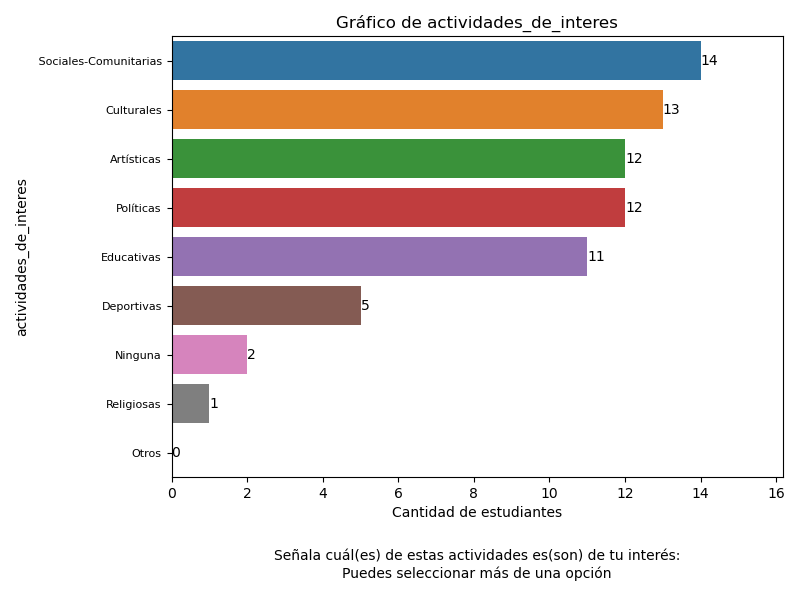 Gráfico de actividades_de_interes
Sociales-Comunitarias 14
Culturales 13
Artísticas 12
Políticas 12
Educativas 11
Deportivas 5
Ninguna 2
Religiosas 1
Otros 0
actividades_de_interes
0 2 4 6 8 10 12 14 16
Cantidad de estudiantes
Señala cuál(es) de estas actividades es(son) de tu interés:
Puedes seleccionar más de una opción